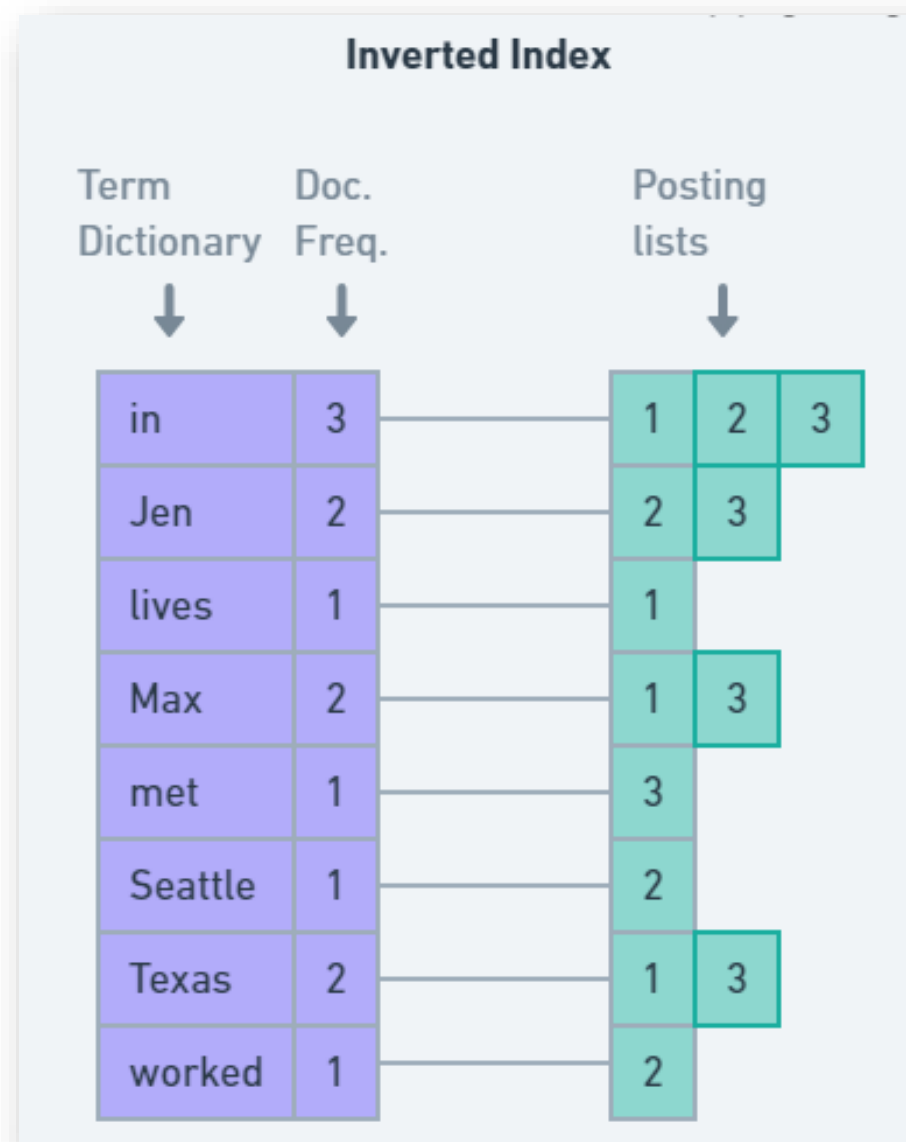 Inverted Index
Term Doc. Posting
Dictionary Freq. lists
in 3 1 2 3
Jen 2 2 3
lives 1 1
Max 2 1 3
met 1 3
Seattle 1 2
Texas 2 1 3
worked 1 2